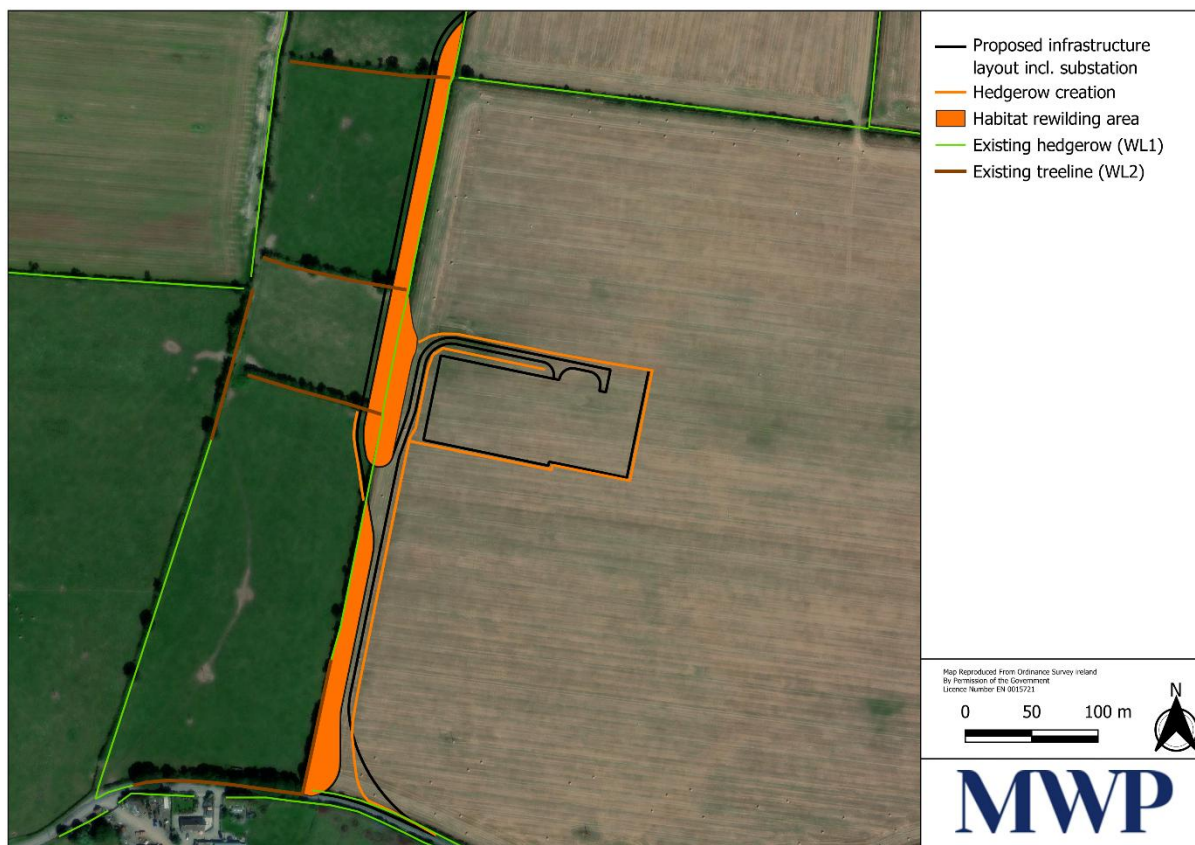 Proposed infrastructure
layout incl. substation
Hedgerow creation
Habitat rewilding area
Existing hedgerow (WL1)
Existing treeline (WL2)
Map Reproduced From Ordinance Survey Ireland
By Permission of the Government
Licence Number EN 0015721
0 50 100 m
N
MWP